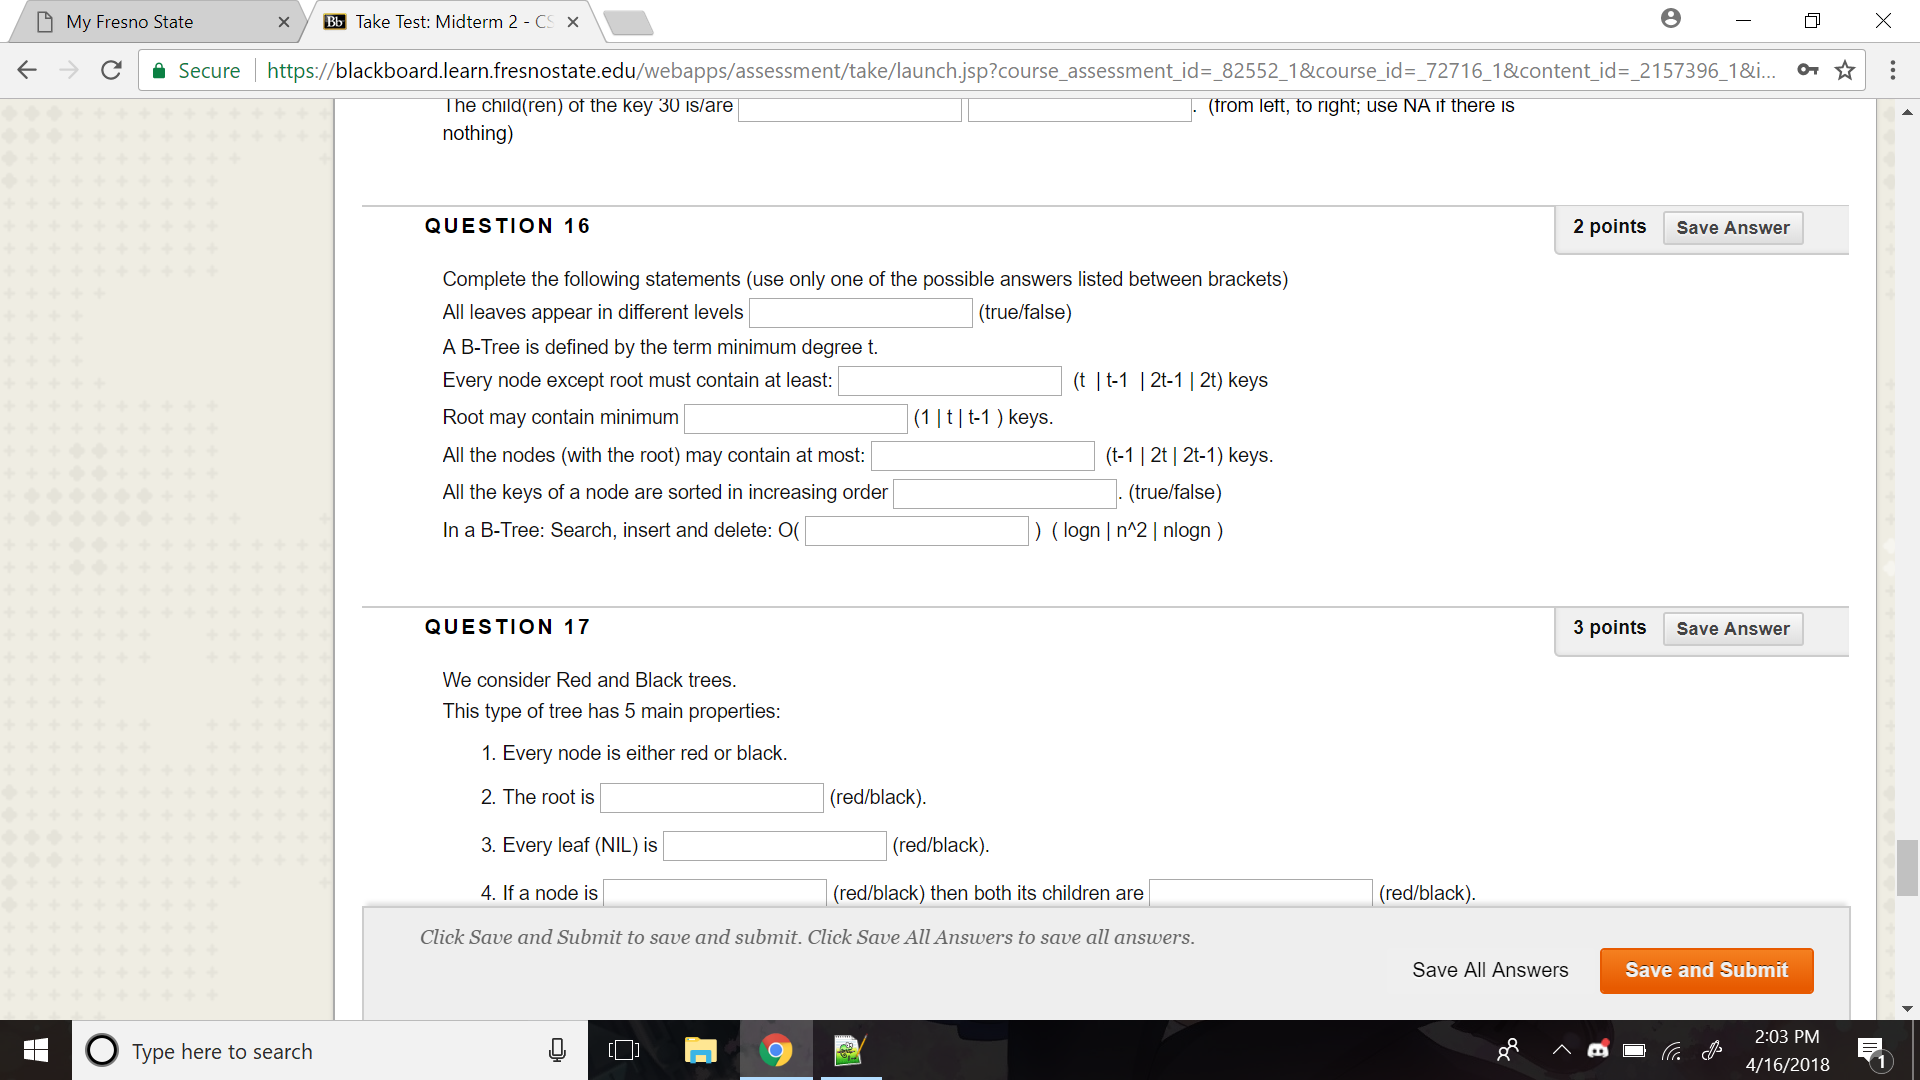 My Fresno State
Bb Take Test: Midterm 2 - CS
Secure https://blackboard.learn.fresnostate.edu/webapps/assessment/take/launch.jsp?course_assessment_id=_82552_1&course_id=_72716_1&content_id=_2157396_1&i...
The child(ren) of the key 30 is/are . (from left, to right; use NA if there is
nothing)
QUESTION 16
2 points Save Answer
Complete the following statements (use only one of the possible answers listed between brackets)
All leaves appear in different levels (true/false)
A B-Tree is defined by the term minimum degree t.
Every node except root must contain at least: (t | t-1 | 2t-1 | 2t) keys
Root may contain minimum (1 | t | t-1 ) keys.
All the nodes (with the root) may contain at most: (t-1 | 2t | 2t-1) keys.
All the keys of a node are sorted in increasing order . (true/false)
In a B-Tree: Search, insert and delete: O( ) ( logn | n^2 | nlogn )
QUESTION 17
3 points Save Answer
We consider Red and Black trees.
This type of tree has 5 main properties:
1. Every node is either red or black.
2. The root is (red/black).
3. Every leaf (NIL) is (red/black).
4. If a node is (red/black) then both its children are (red/black).
Click Save and Submit to save and submit. Click Save All Answers to save all answers.
Save All Answers Save and Submit
Type here to search
2:03 PM
4/16/2018
1